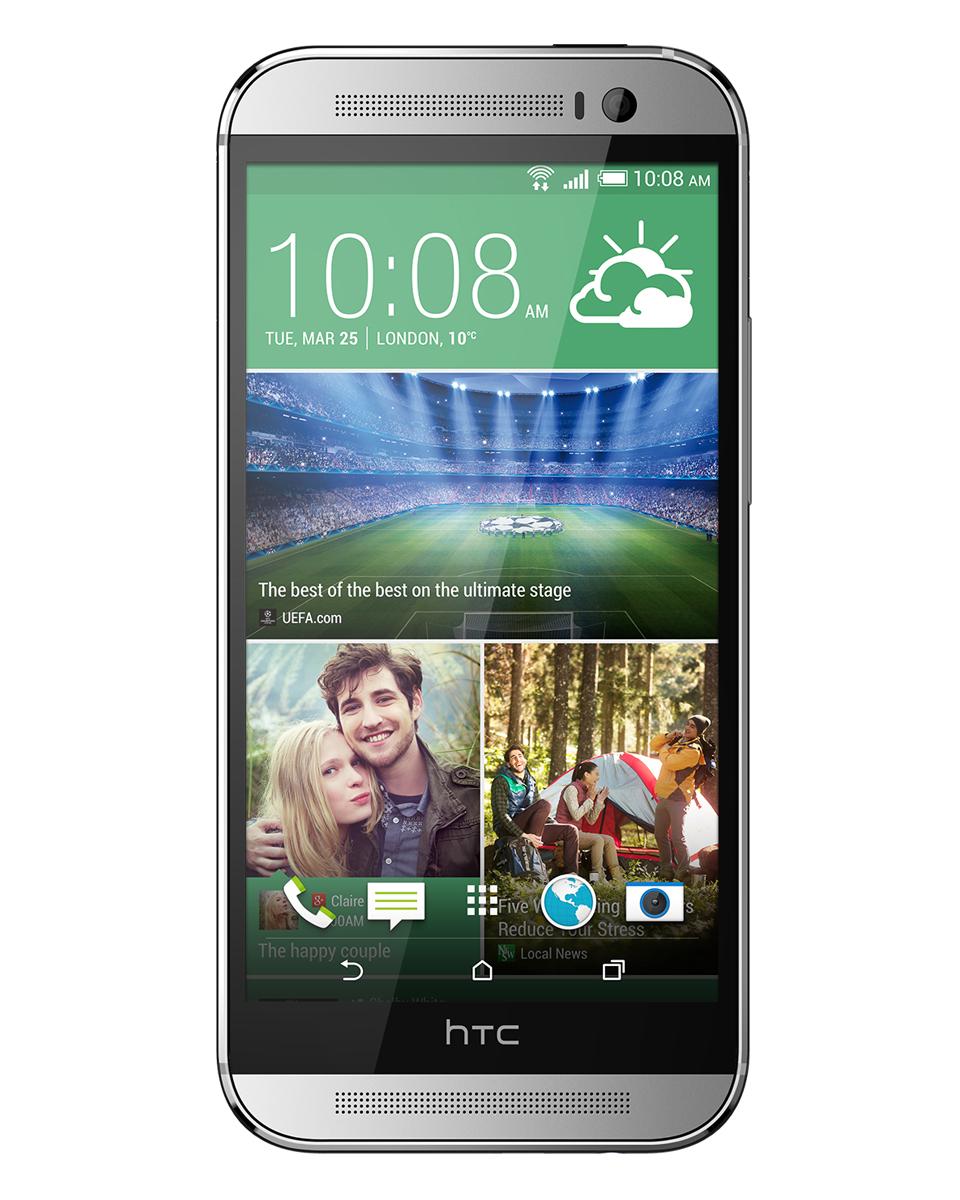 10:08 AM
10:08 AM
TUE, MAR 25 | LONDON, 10°C
The best of the best on the ultimate stage
UEFA.com
Claire
The happy couple
Five
Reduce Your Stress
Local News
hTC